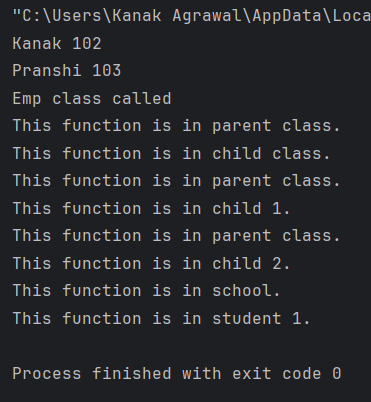 "C:\Users\Kanak Agrawal\AppData\Loca
Kanak 102
Pranshi 103
Emp class called
This function is in parent class.
This function is in child class.
This function is in parent class.
This function is in child 1.
This function is in parent class.
This function is in child 2.
This function is in school.
This function is in student 1.
Process finished with exit code 0